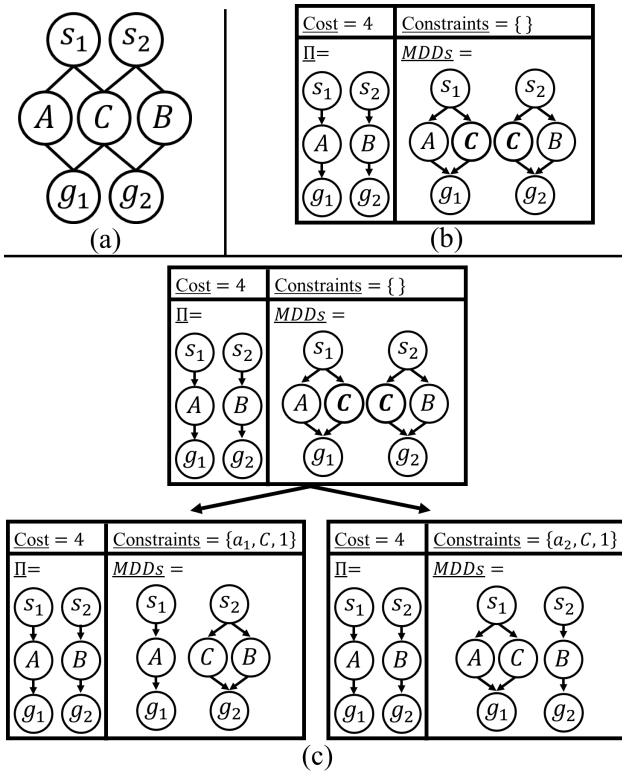 s₁ s₂
A C B
g₁ g₂
(a)
Cost = 4 Constraints = { }
Π= MDDs =
s₁ s₂ s₁ s₂
A B A C C B
g₁ g₂ g₁ g₂
(b)
Cost = 4 Constraints = { }
Π= MDDs =
s₁ s₂ s₁ s₂
A B A C C B
g₁ g₂ g₁ g₂
Cost = 4 Constraints = {a₁, C, 1}
Π= MDDs =
s₁ s₂ s₁ s₂
A B A C B
g₁ g₂ g₁ g₂
Cost = 4 Constraints = {a₂, C, 1}
Π= MDDs =
s₁ s₂ s₁ s₂
A B A C B
g₁ g₂ g₁ g₂
(c)